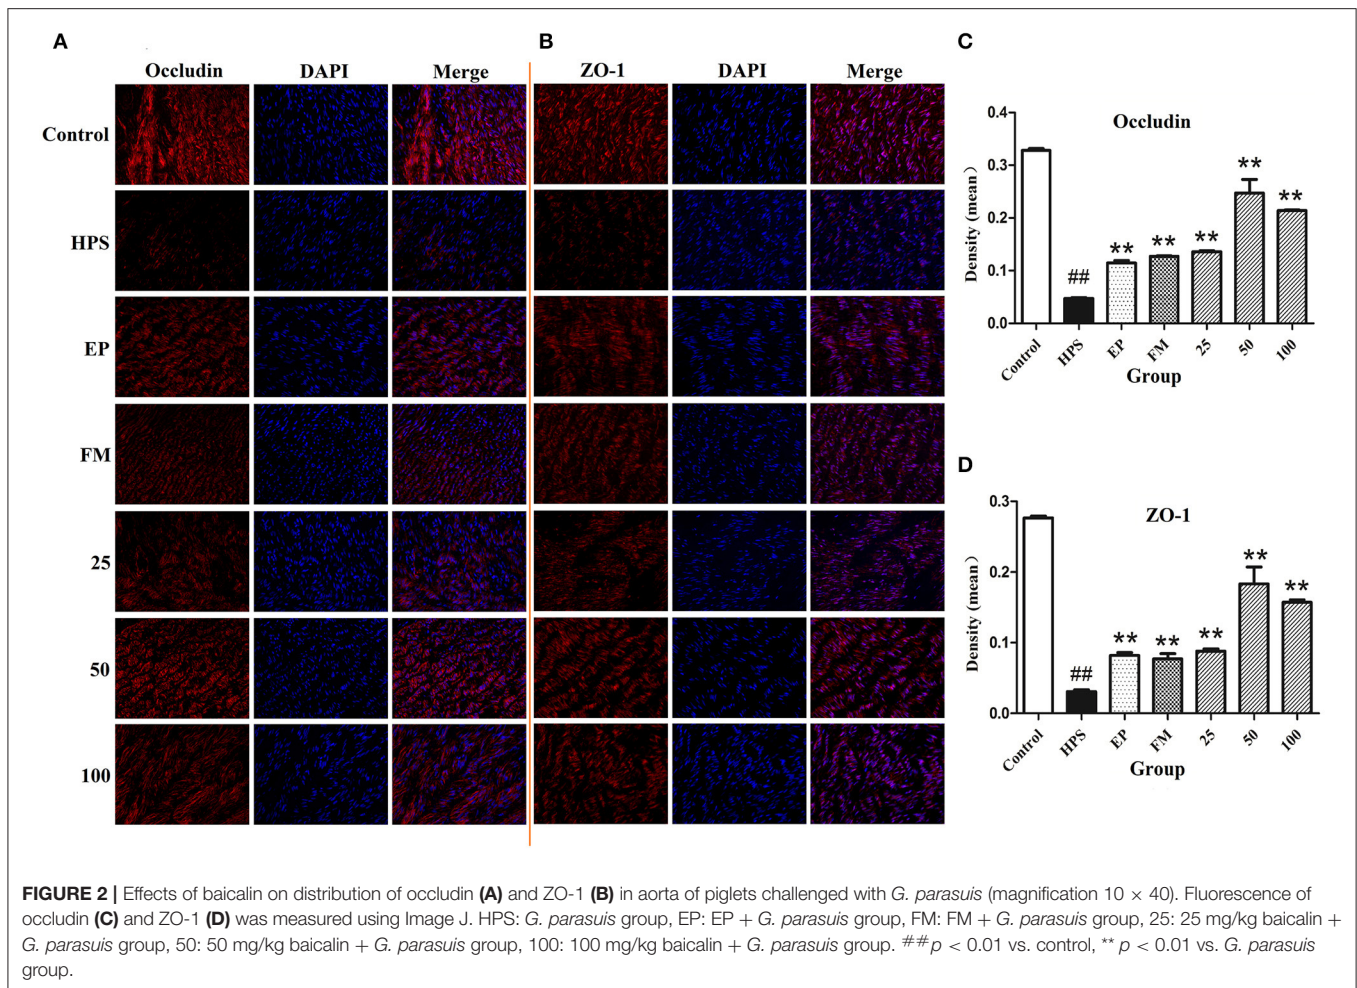 A
B
Occludin DAPI Merge
ZO-1 DAPI Merge
Control
HPS
EP
FM
25
50
100
C
Occludin
Density (mean)
0.4
0.3
0.2
0.1
0.0
**
**
**
**
**
##
Control HPS EP FM 25 50 100
Group
D
ZO-1
Density (mean)
0.3
0.2
0.1
0.0
**
**
**
**
**
##
Control HPS EP FM 25 50 100
Group
FIGURE 2 | Effects of baicalin on distribution of occludin (A) and ZO-1 (B) in aorta of piglets challenged with G. parasuis (magnification 10 × 40). Fluorescence of
occludin (C) and ZO-1 (D) was measured using Image J. HPS: G. parasuis group, EP: EP + G. parasuis group, FM: FM + G. parasuis group, 25: 25 mg/kg baicalin +
G. parasuis group, 50: 50 mg/kg baicalin + G. parasuis group, 100: 100 mg/kg baicalin + G. parasuis group. ##p < 0.01 vs. control, ** p < 0.01 vs. G. parasuis
group.